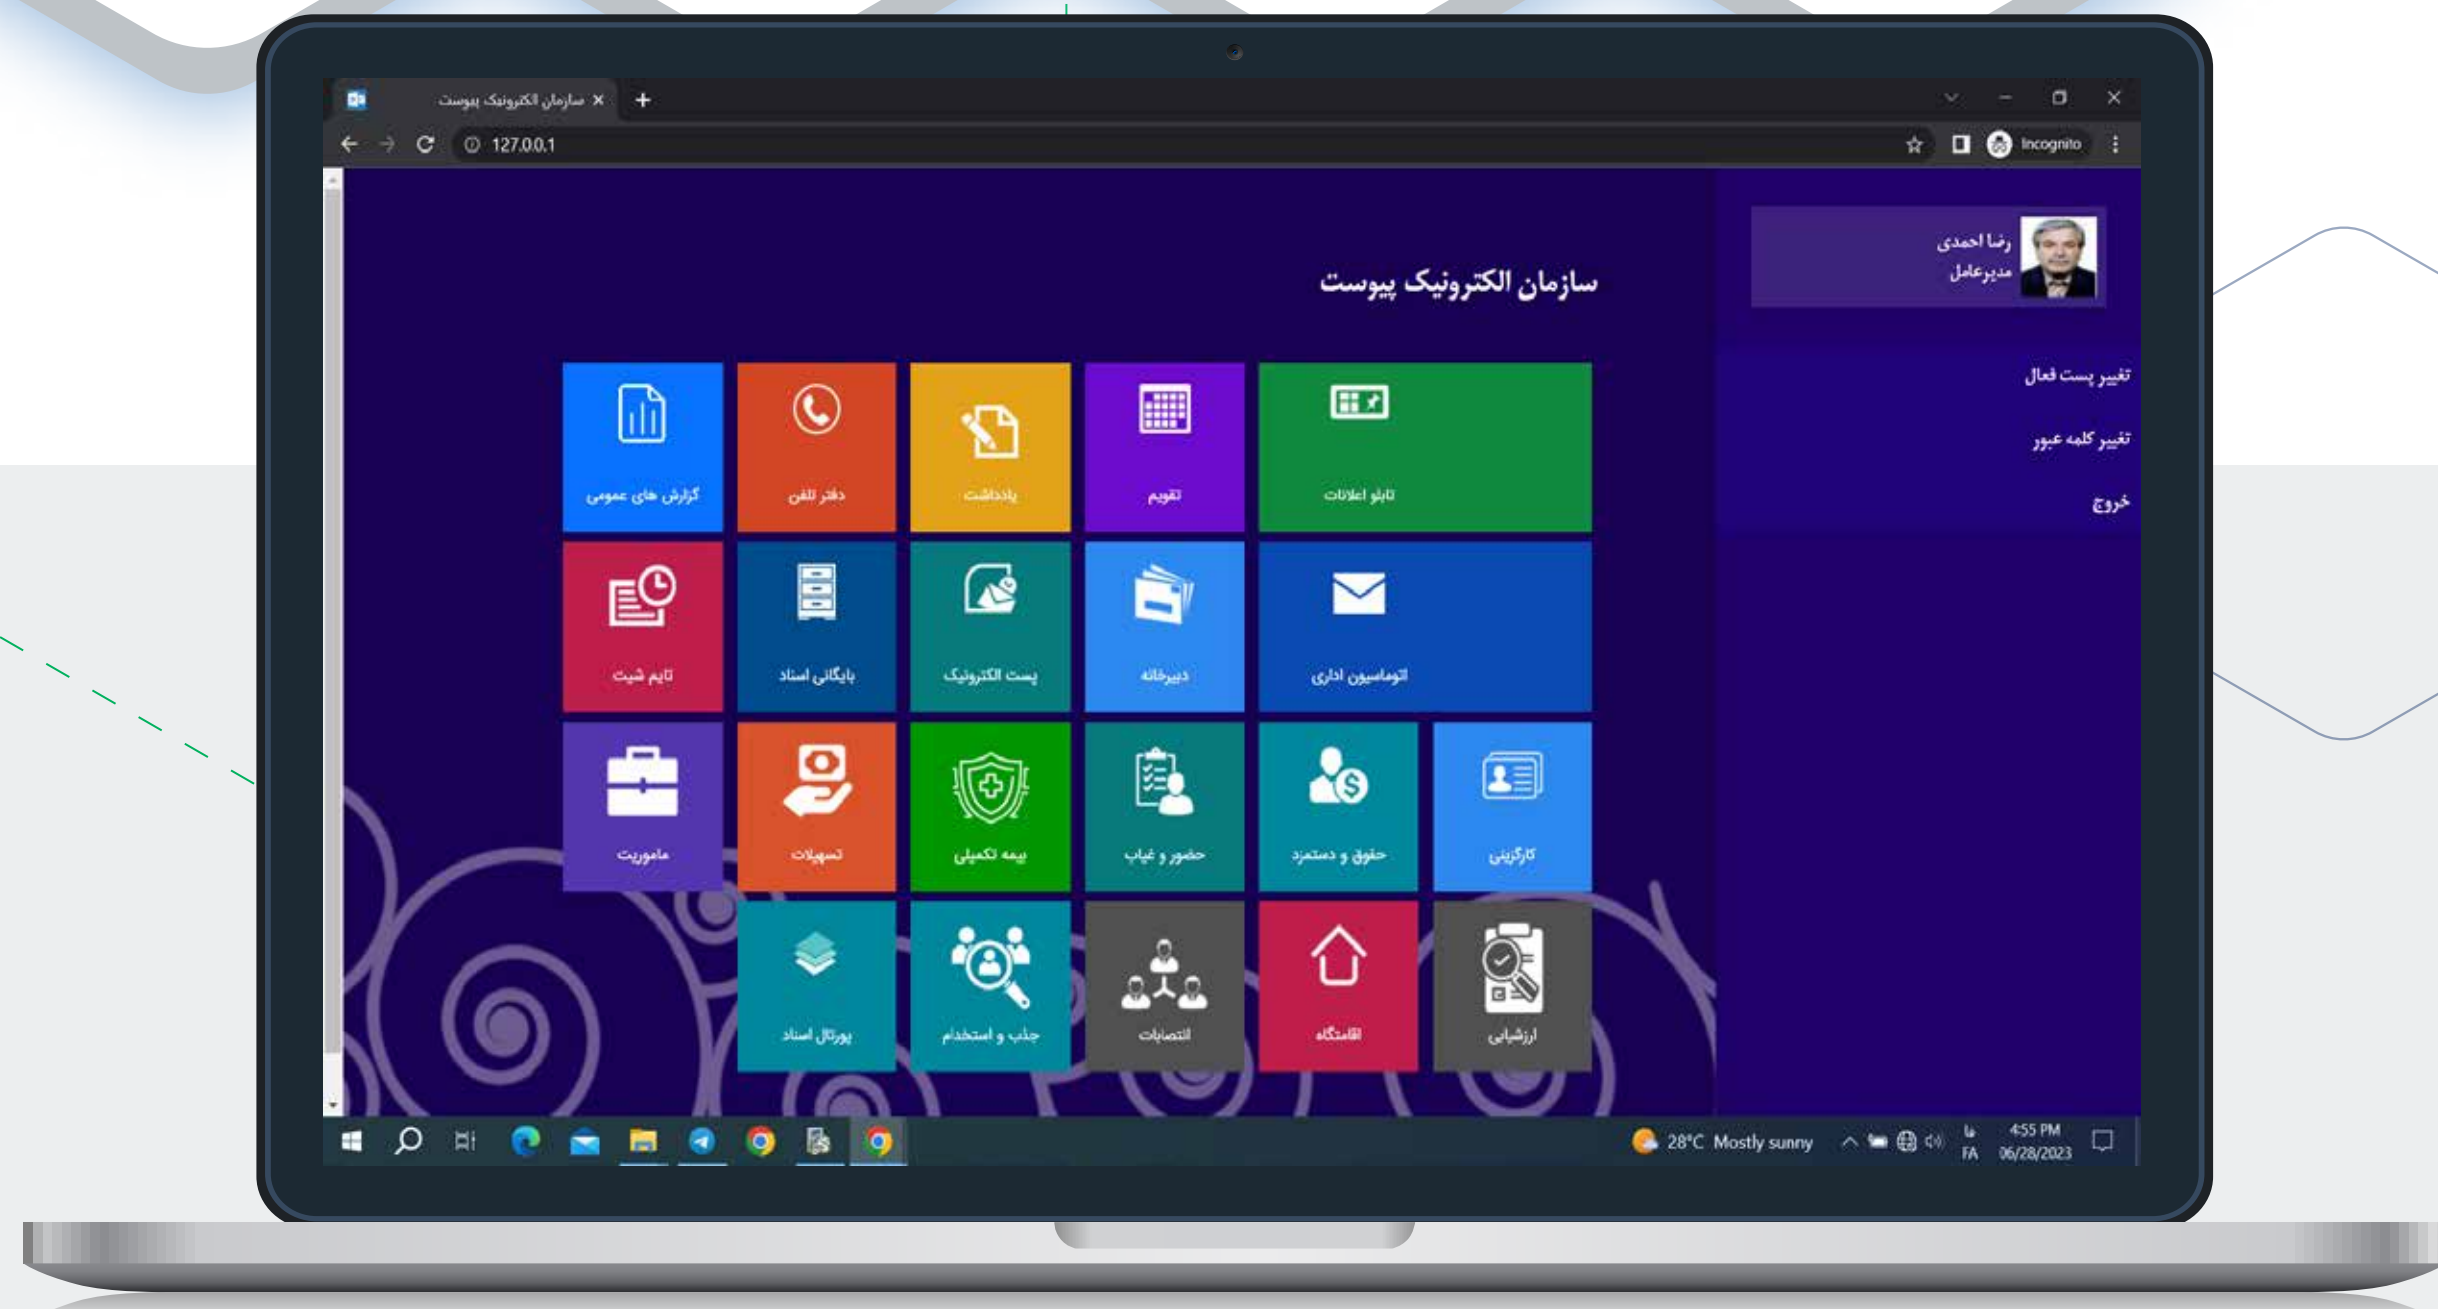 سازمان الکترونیک پیوست
127.0.0.1
Incognito
رضا احمدی
مدیرعامل
سازمان الکترونیک پیوست
تغییر پست فعال
تغییر کلمه عبور
خروج
تابلو اعلانات
تقویم
یادداشت
دفتر تلفن
گزارش های عمومی
اتوماسیون اداری
دبیرخانه
پست الکترونیک
بایگانی اسناد
تایم شیت
کارگزینی
حقوق و دستمزد
حضور و غیاب
بیمه تکمیلی
تسهیلات
ماموریت
ارزشیابی
اقامتگاه
انتصابات
جذب و استخدام
پورتال اسناد
28°C Mostly sunny
فا
FA
4:55 PM
06/28/2023